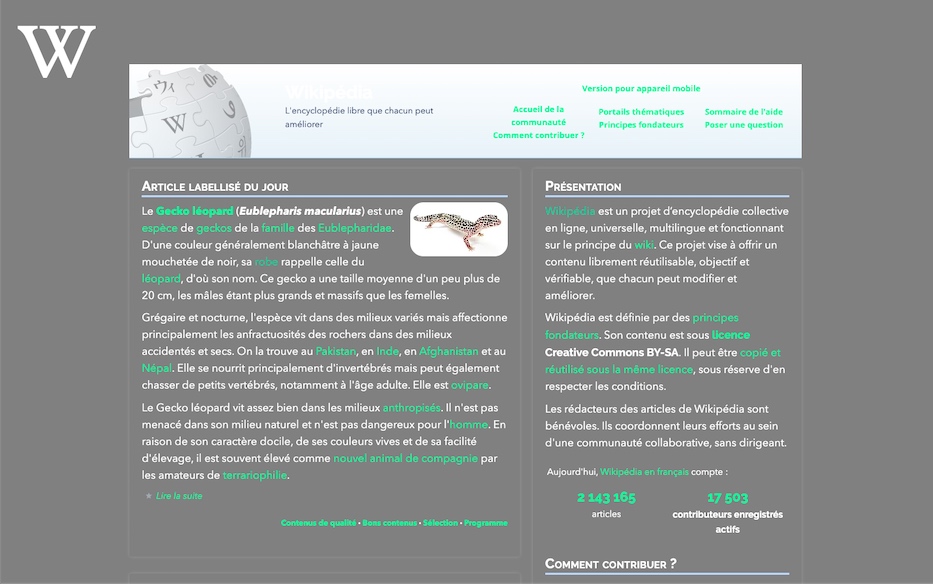 W
Wikipédia
L'encyclopédie libre que chacun peut
améliorer
Version pour appareil mobile
Accueil de la
communauté
Comment contribuer ?
Portails thématiques
Principes fondateurs
Sommaire de l'aide
Poser une question
Article labellisé du jour
Le Gecko léopard (Eublepharis macularius) est une
espèce de geckos de la famille des Eublepharidae.
D'une couleur généralement blanchâtre à jaune
mouchetée de noir, sa robe rappelle celle du
léopard, d'où son nom. Ce gecko a une taille moyenne d'un peu plus de
20 cm, les mâles étant plus grands et massifs que les femelles.
Grégaire et nocturne, l'espèce vit dans des milieux variés mais affectionne
principalement les anfractuosités des rochers dans des milieux
accidentés et secs. On la trouve au Pakistan, en Inde, en Afghanistan et au
Népal. Elle se nourrit principalement d'invertébrés mais peut également
chasser de petits vertébrés, notamment à l'âge adulte. Elle est ovipare.
Le Gecko léopard vit assez bien dans les milieux anthropisés. Il n'est pas
menacé dans son milieu naturel et n'est pas dangereux pour l'homme. En
raison de son caractère docile, de ses couleurs vives et de sa facilité
d'élevage, il est souvent élevé comme nouvel animal de compagnie par
les amateurs de terrariophilie.
★ Lire la suite
Contenus de qualité • Bons contenus • Sélection • Programme
Présentation
Wikipédia est un projet d'encyclopédie collective
en ligne, universelle, multilingue et fonctionnant
sur le principe du wiki. Ce projet vise à offrir un
contenu librement réutilisable, objectif et
vérifiable, que chacun peut modifier et
améliorer.
Wikipédia est définie par des principes
fondateurs. Son contenu est sous licence
Creative Commons BY-SA. Il peut être copié et
réutilisé sous la même licence, sous réserve d'en
respecter les conditions.
Les rédacteurs des articles de Wikipédia sont
bénévoles. Ils coordonnent leurs efforts au sein
d'une communauté collaborative, sans dirigeant.
Aujourd'hui, Wikipédia en français compte :
2 143 165
articles
17 503
contributeurs enregistrés
actifs
Comment contribuer ?